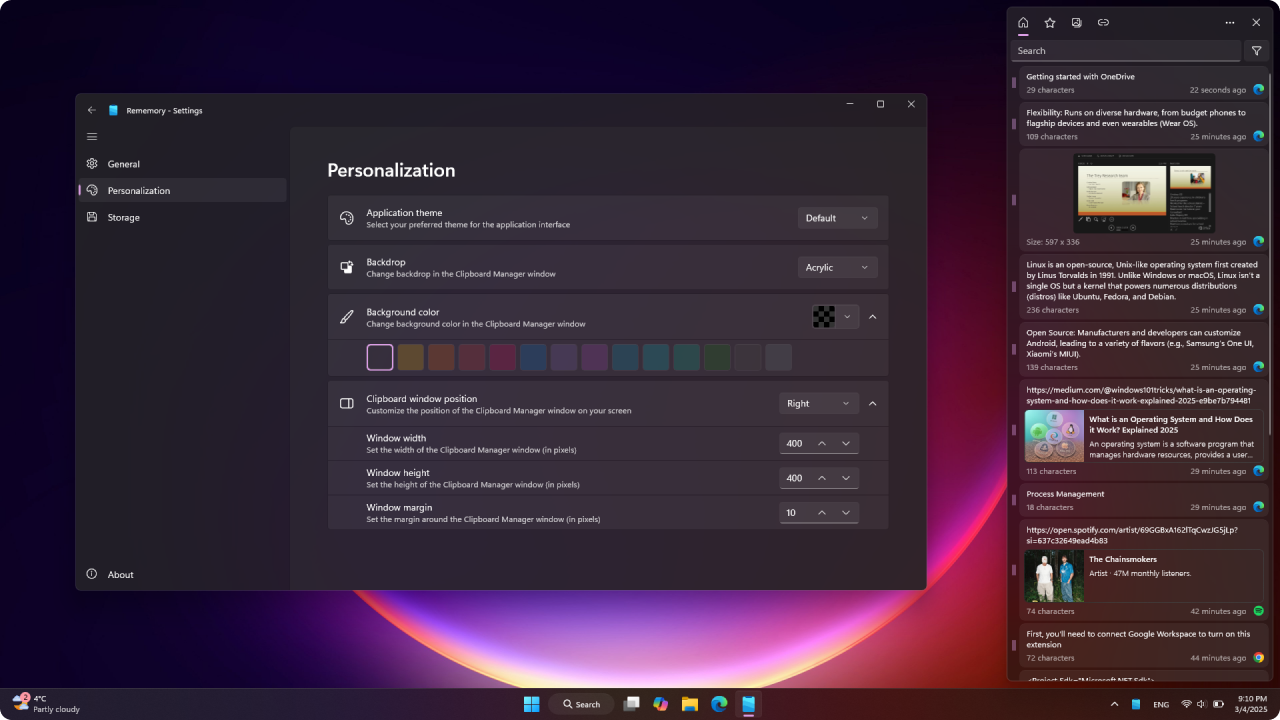 Rememory - Settings
General
Personalization
Storage
About
Personalization
Application theme
Select your preferred theme for the application interface
Default
Backdrop
Change backdrop in the Clipboard Manager window
Acrylic
Background color
Change background color in the Clipboard Manager window
Clipboard window position
Customize the position of the Clipboard Manager window on your screen
Right
Window width
Set the width of the Clipboard Manager window (in pixels)
400
Window height
Set the height of the Clipboard Manager window (in pixels)
400
Window margin
Set the margin around the Clipboard Manager window (in pixels)
10
Search
Getting started with OneDrive
29 characters
22 seconds ago
Flexibility: Runs on diverse hardware, from budget phones to
flagship devices and even wearables (Wear OS).
109 characters
25 minutes ago
Size: 597 x 336
25 minutes ago
Linux is an open-source, Unix-like operating system first created
by Linus Torvalds in 1991. Unlike Windows or macOS, Linux isn't a
single OS but a kernel that powers numerous distributions
(distros) like Ubuntu, Fedora, and Debian.
236 characters
25 minutes ago
Open Source: Manufacturers and developers can customize
Android, leading to a variety of flavors (e.g., Samsung's One UI,
Xiaomi's MIUI).
139 characters
25 minutes ago
https://medium.com/@windows101tricks/what-is-an-operating-
system-and-how-does-it-work-explained-2025-e9be7b794481
What is an Operating System and How Does
it Work? Explained 2025
An operating system is a software program that
manages hardware resources, provides a user...
113 characters
29 minutes ago
Process Management
18 characters
29 minutes ago
https://open.spotify.com/artist/69GGBxA162lTqCwzJG5jLp?
si=637c32649ead4b83
The Chainsmokers
Artist · 47M monthly listeners.
74 characters
42 minutes ago
First, you'll need to connect Google Workspace to turn on this
extension
72 characters
44 minutes ago
<Project Sdk="Microsoft.NET.Sdk">
2
4°C
Partly cloudy
Search
ENG
9:10 PM
3/4/2025